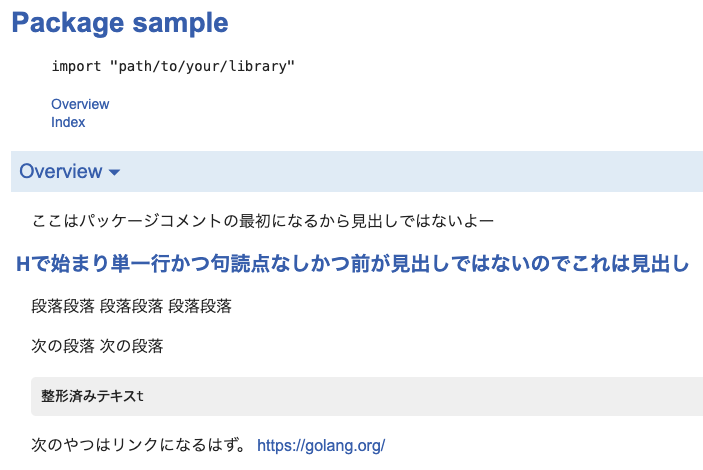 Package sample
import "path/to/your/library"
Overview
Index
Overview
ここはパッケージコメントの最初になるから見出しではないよー
Hで始まり単一行かつ句読点なしかつ前が見出しではないのでこれは見出し
段落段落 段落段落 段落段落
次の段落 次の段落
整形済みテキスt
次のやつはリンクになるはず。 https://golang.org/